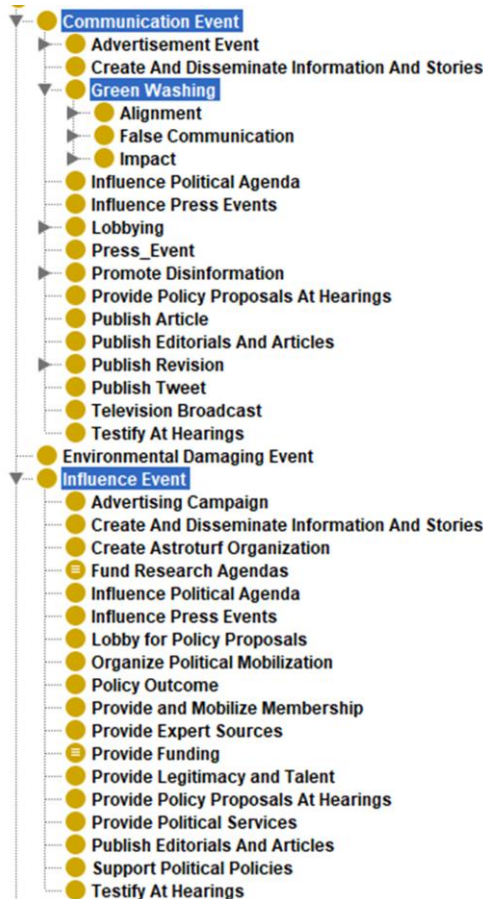 Communication Event
Advertisement Event
Create And Disseminate Information And Stories
Green Washing
Alignment
False Communication
Impact
Influence Political Agenda
Influence Press Events
Lobbying
Press_Event
Promote Disinformation
Provide Policy Proposals At Hearings
Publish Article
Publish Editorials And Articles
Publish Revision
Publish Tweet
Television Broadcast
Testify At Hearings
Environmental Damaging Event
Influence Event
Advertising Campaign
Create And Disseminate Information And Stories
Create Astroturf Organization
Fund Research Agendas
Influence Political Agenda
Influence Press Events
Lobby for Policy Proposals
Organize Political Mobilization
Policy Outcome
Provide and Mobilize Membership
Provide Expert Sources
Provide Funding
Provide Legitimacy and Talent
Provide Policy Proposals At Hearings
Provide Political Services
Publish Editorials And Articles
Support Political Policies
Testify At Hearings